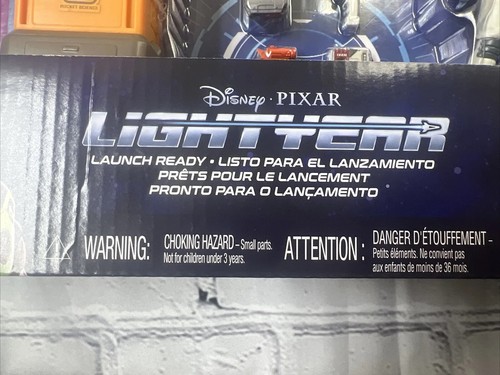 Disney · PIXAR
LIGHTYEAR
LAUNCH READY • LISTO PARA EL LANZAMIENTO
PRÊTS POUR LE LANCEMENT
PRONTO PARA O LANÇAMENTO
WARNING: CHOKING HAZARD – Small parts.
Not for children under 3 years.
ATTENTION : DANGER D'ÉTOUFFEMENT –
Petits éléments. Ne convient pas
aux enfants de moins de 36 mois.